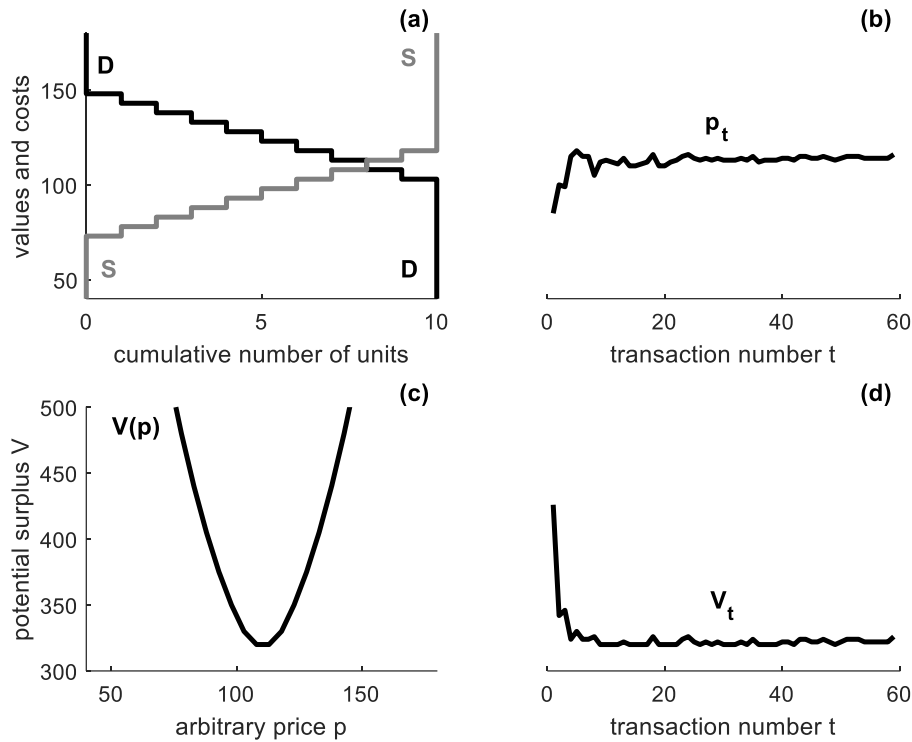 (a)
D
S
values and costs
150
100
50
S
D
0
5
10
cumulative number of units
(b)
p t
0
20
40
60
transaction number t
(c)
V(p)
potential surplus V
500
450
400
350
300
50
100
150
arbitrary price p
(d)
V t
0
20
40
60
transaction number t